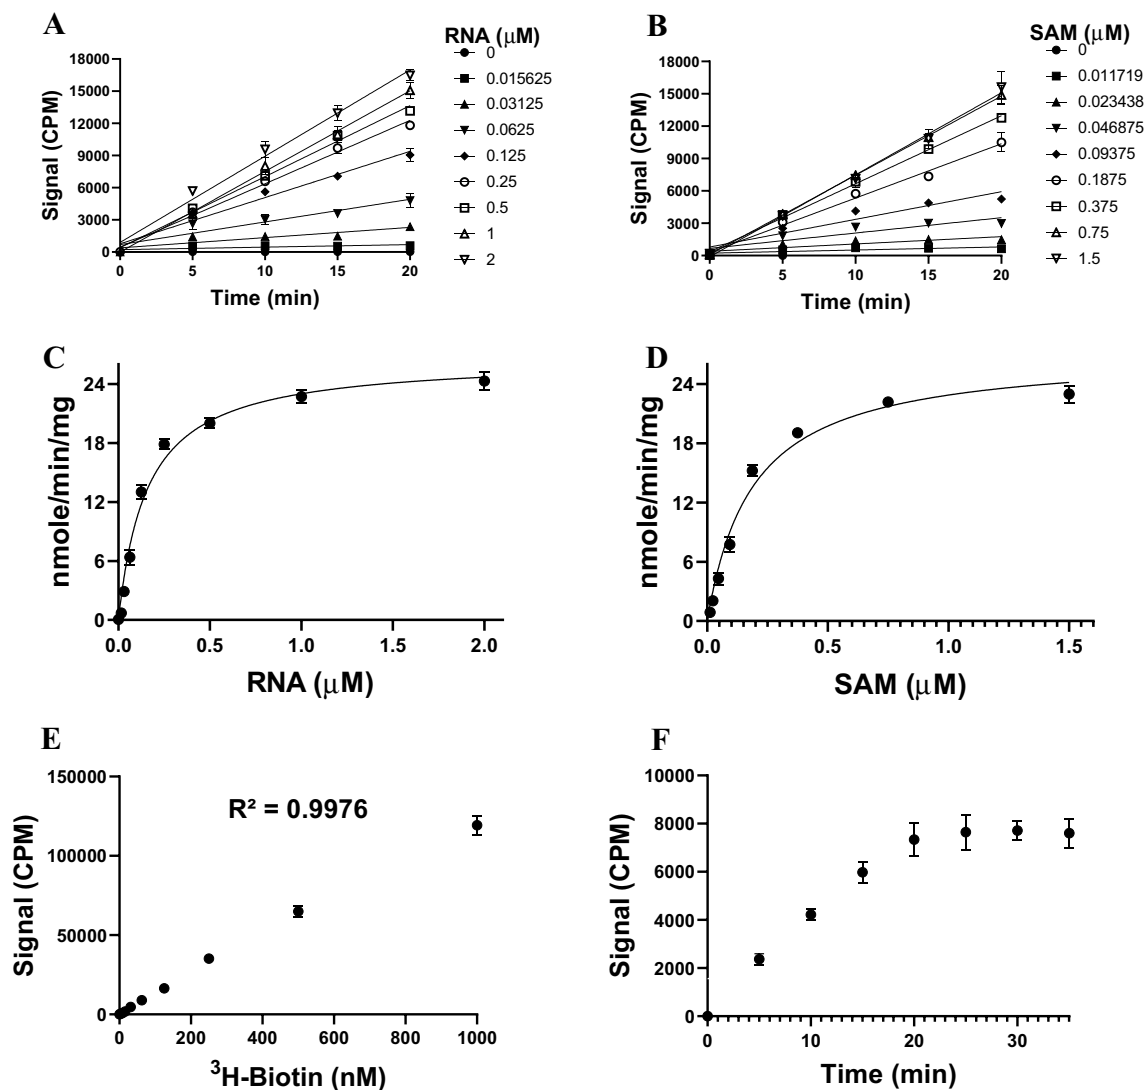 A
RNA (μM)
Signal (CPM)
18000
15000
12000
9000
6000
3000
0
0 5 10 15 20
Time (min)
0
0.015625
0.03125
0.0625
0.125
0.25
0.5
1
2
B
SAM (μM)
Signal (CPM)
18000
15000
12000
9000
6000
3000
0
0 5 10 15 20
Time (min)
0
0.011719
0.023438
0.046875
0.09375
0.1875
0.375
0.75
1.5
C
nmole/min/mg
24
18
12
6
0
0.0 0.5 1.0 1.5 2.0
RNA (μM)
D
nmole/min/mg
24
18
12
6
0
0.0 0.5 1.0 1.5
SAM (μM)
E
R² = 0.9976
Signal (CPM)
150000
100000
50000
0
0 200 400 600 800 1000
³H-Biotin (nM)
F
Signal (CPM)
10000
8000
6000
4000
2000
0
0 10 20 30
Time (min)